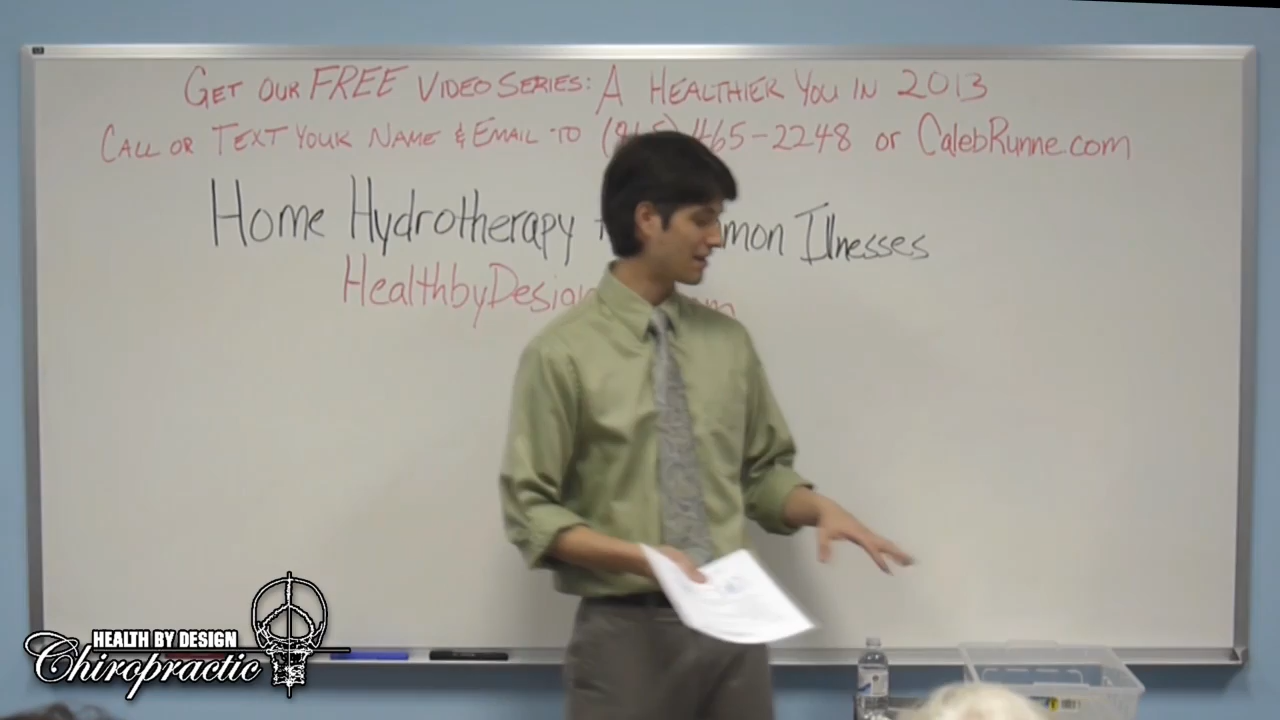 GET OUR FREE VIDEO SERIES: A HEALTHIER YOU IN 2013
CALL OR TEXT YOUR NAME & EMAIL TO 465-2248 or CalebRunne.com
Home Hydrotherapy Illnesses
HealthbyDesign
HEALTH BY DESIGN
Chiropractic